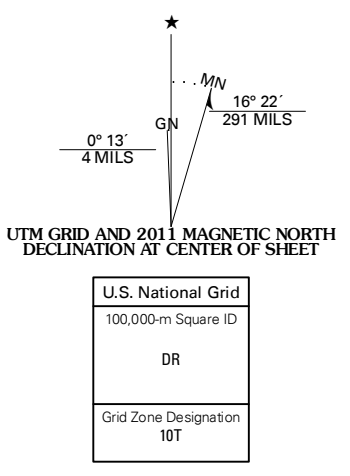 MN
16° 22´
291 MILS
GN
0° 13´
4 MILS
UTM GRID AND 2011 MAGNETIC NORTH
DECLINATION AT CENTER OF SHEET
U.S. National Grid
100,000-m Square ID
DR
Grid Zone Designation
10T